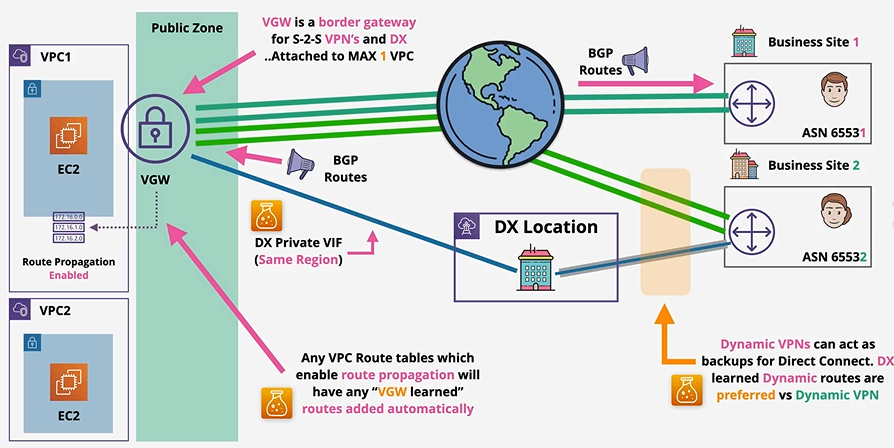 Public Zone
VGW is a border gateway
for S-2-S VPN's and DX
..Attached to MAX 1 VPC
BGP
Routes
Business Site 1
ASN 65531
VPC1
EC2
VGW
172.16.0.0
172.16.1.0
172.16.2.0
Route Propagation
Enabled
BGP
Routes
DX Private VIF
(Same Region)
DX Location
Business Site 2
ASN 65532
VPC2
EC2
Any VPC Route tables which
enable route propagation will
have any "VGW learned"
routes added automatically
Dynamic VPNs can act as
backups for Direct Connect. DX
learned Dynamic routes are
preferred vs Dynamic VPN